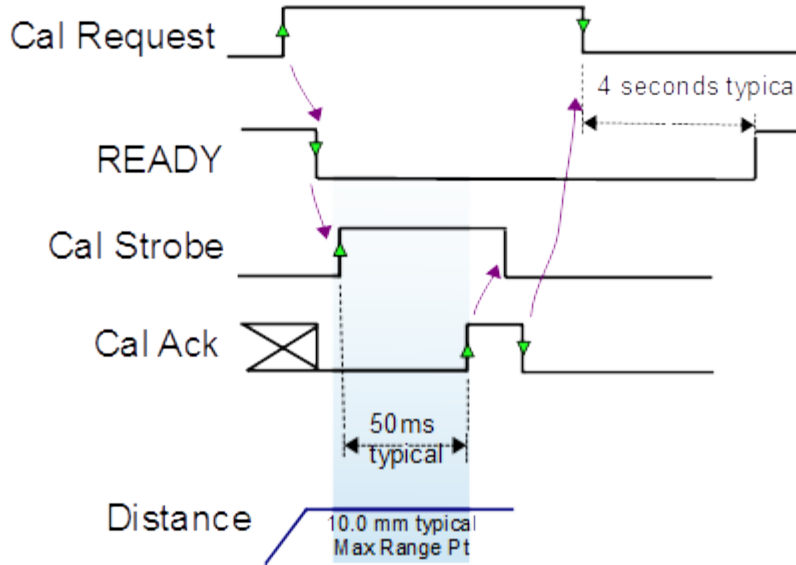 Cal Request
4 seconds typica
READY
Cal Strobe
Cal Ack
50ms
typical
Distance
10.0 mm typical
Max Range Pt